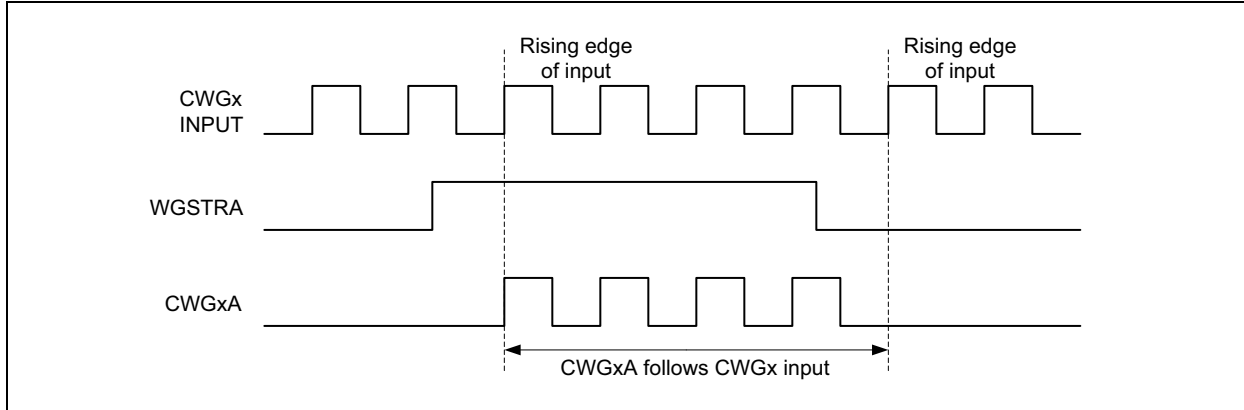 Rising edge
of input
Rising edge
of input
CWGx
INPUT
WGSTRA
CWGxA
CWGxA follows CWGx input